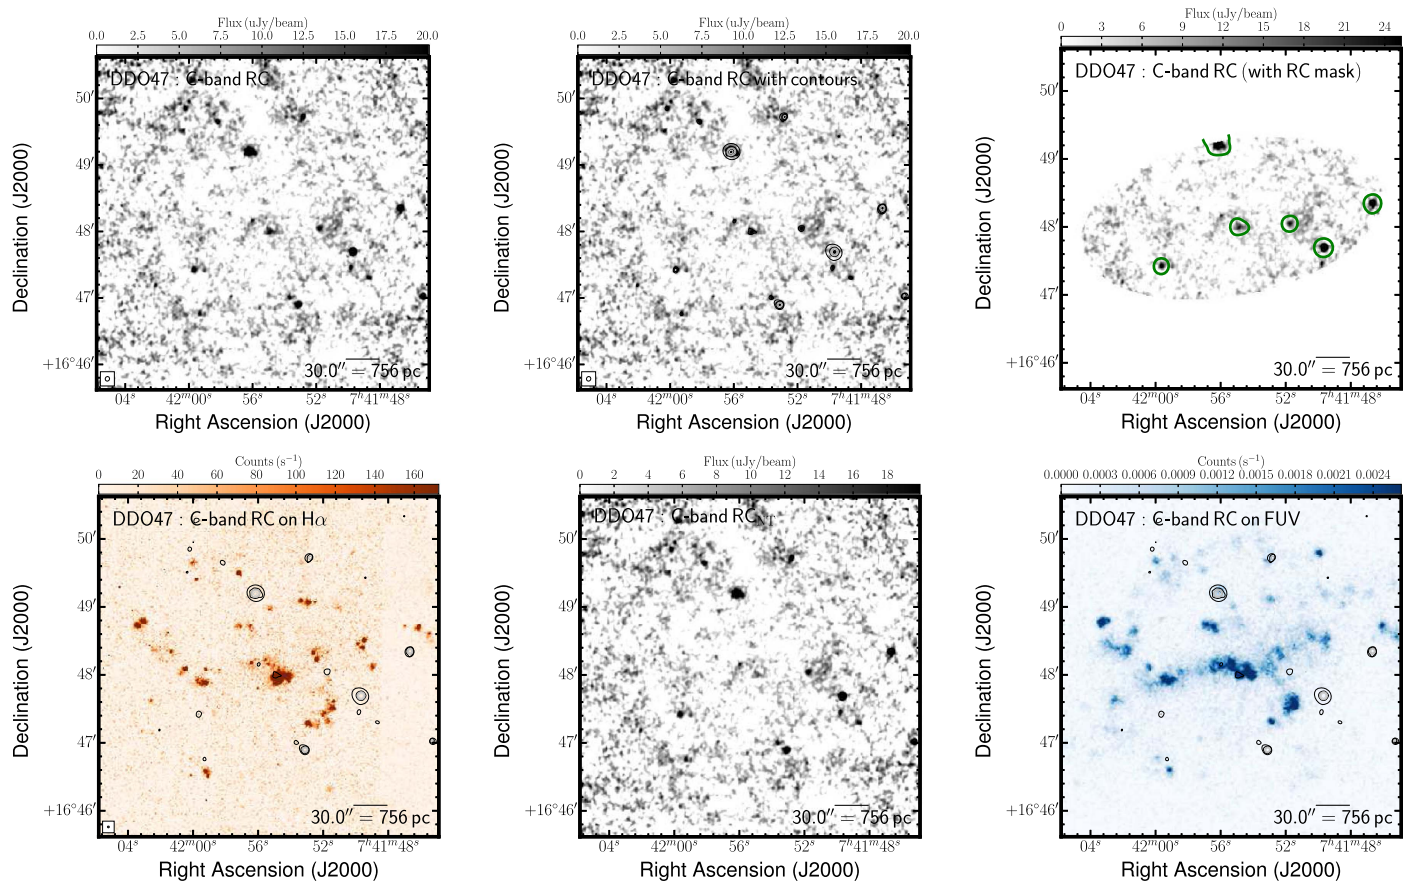 Flux (uJy/beam)
0.0 2.5 5.0 7.5 10.0 12.5 15.0 17.5 20.0
DDO47 : C-band RC
50′
49′
48′
47′
+16°46′
30.0″ = 756 pc
04ˢ 42ᵐ00ˢ 56ˢ 52ˢ 7ʰ41ᵐ48ˢ
Right Ascension (J2000)
Declination (J2000)
Flux (uJy/beam)
0.0 2.5 5.0 7.5 10.0 12.5 15.0 17.5 20.0
DDO47 : C-band RC with contours
50′
49′
48′
47′
+16°46′
30.0″ = 756 pc
04ˢ 42ᵐ00ˢ 56ˢ 52ˢ 7ʰ41ᵐ48ˢ
Right Ascension (J2000)
Declination (J2000)
Flux (uJy/beam)
0 3 6 9 12 15 18 21 24
DDO47 : C-band RC (with RC mask)
50′
49′
48′
47′
+16°46′
30.0″ = 756 pc
04ˢ 42ᵐ00ˢ 56ˢ 52ˢ 7ʰ41ᵐ48ˢ
Right Ascension (J2000)
Declination (J2000)
Counts (s⁻¹)
0 20 40 60 80 100 120 140 160
DDO47 : C-band RC on Hα
50′
49′
48′
47′
+16°46′
30.0″ = 756 pc
04ˢ 42ᵐ00ˢ 56ˢ 52ˢ 7ʰ41ᵐ48ˢ
Right Ascension (J2000)
Declination (J2000)
Flux (uJy/beam)
0 2 4 6 8 10 12 14 16 18
DDO47 : C-band RC_NT
50′
49′
48′
47′
+16°46′
30.0″ = 756 pc
04ˢ 42ᵐ00ˢ 56ˢ 52ˢ 7ʰ41ᵐ48ˢ
Right Ascension (J2000)
Declination (J2000)
Counts (s⁻¹)
0.0000 0.0003 0.0006 0.0009 0.0012 0.0015 0.0018 0.0021 0.0024
DDO47 : C-band RC on FUV
50′
49′
48′
47′
+16°46′
30.0″ = 756 pc
04ˢ 42ᵐ00ˢ 56ˢ 52ˢ 7ʰ41ᵐ48ˢ
Right Ascension (J2000)
Declination (J2000)